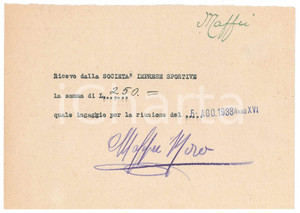 Maffei
Ricevo dalla SOCIETA' IMPRESE SPORTIVE
la somma di L. 250.=
quale ingaggio per la riunione del 5 AGO.1938 Anno XVI
Maffei Nero